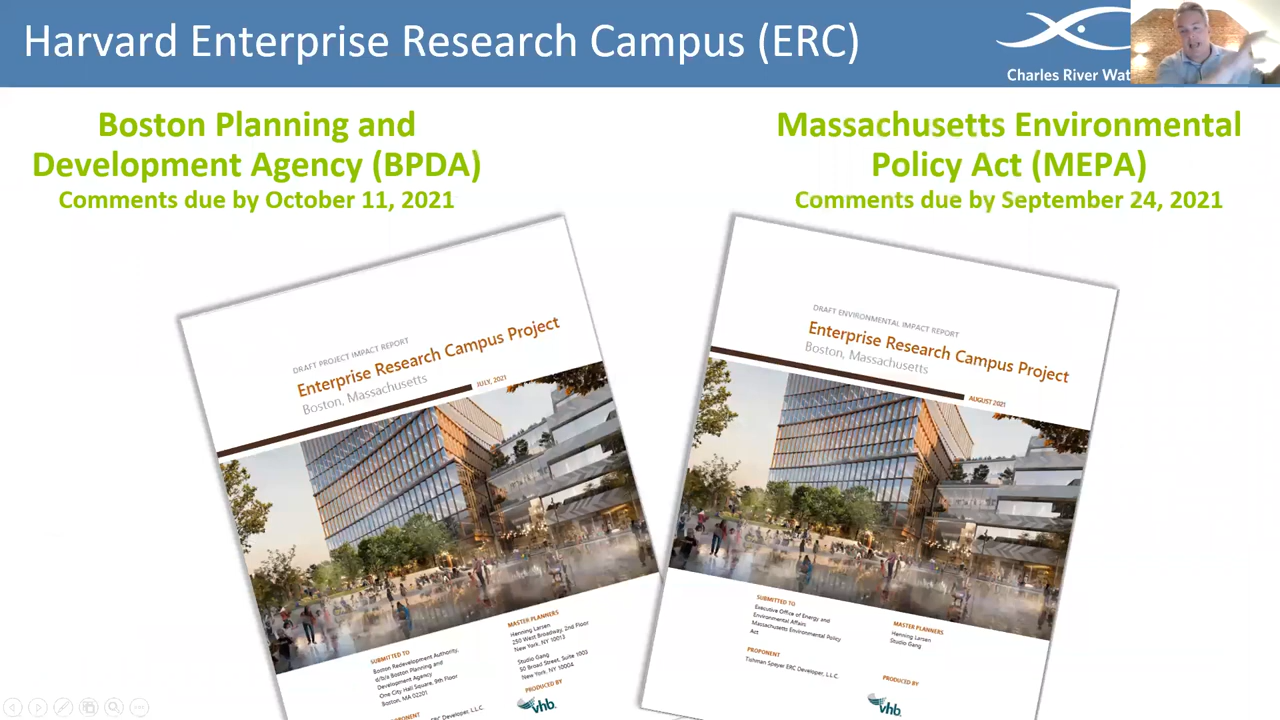 Harvard Enterprise Research Campus (ERC)
Charles River Wat
Boston Planning and
Development Agency (BPDA)
Comments due by October 11, 2021
Massachusetts Environmental
Policy Act (MEPA)
Comments due by September 24, 2021
DRAFT PROJECT IMPACT REPORT
Enterprise Research Campus Project
Boston, Massachusetts
JULY, 2021
SUBMITTED TO
Boston Redevelopment Authority,
d/b/a Boston Planning and
Development Agency
One City Hall Square, 9th Floor
Boston, MA 02201
PROPONENT
ERC Developer, L.L.C.
MASTER PLANNERS
Henning Larsen
250 West Broadway, 2nd Floor
New York, NY 10013
Studio Gang
50 Broad Street, Suite 1003
New York, NY 10004
PRODUCED BY
vhb
DRAFT ENVIRONMENTAL IMPACT REPORT
Enterprise Research Campus Project
Boston, Massachusetts
AUGUST 2021
SUBMITTED TO
Executive Office of Energy and
Environmental Affairs
Massachusetts Environmental Policy
Act
PROPONENT
Tishman Speyer ERC Developer, L.L.C.
MASTER PLANNERS
Henning Larsen
Studio Gang
PRODUCED BY
vhb